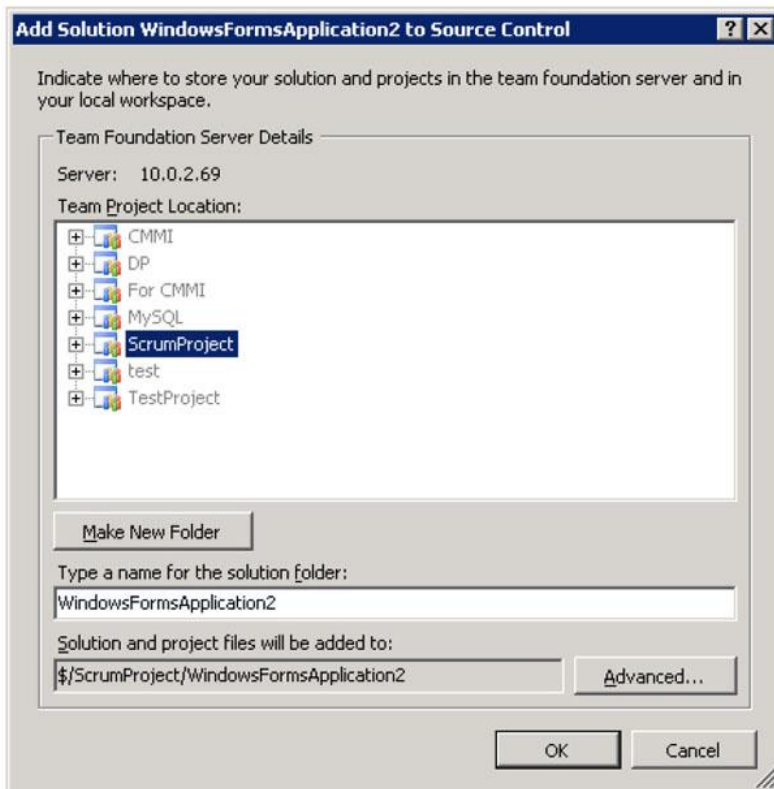 Add Solution WindowsFormsApplication2 to Source Control
Indicate where to store your solution and projects in the team foundation server and in
your local workspace.
Team Foundation Server Details
Server: 10.0.2.69
Team Project Location:
CMMI
DP
For CMMI
MySQL
ScrumProject
test
TestProject
Make New Folder
Type a name for the solution folder:
WindowsFormsApplication2
Solution and project files will be added to:
$/ScrumProject/WindowsFormsApplication2
Advanced...
OK
Cancel